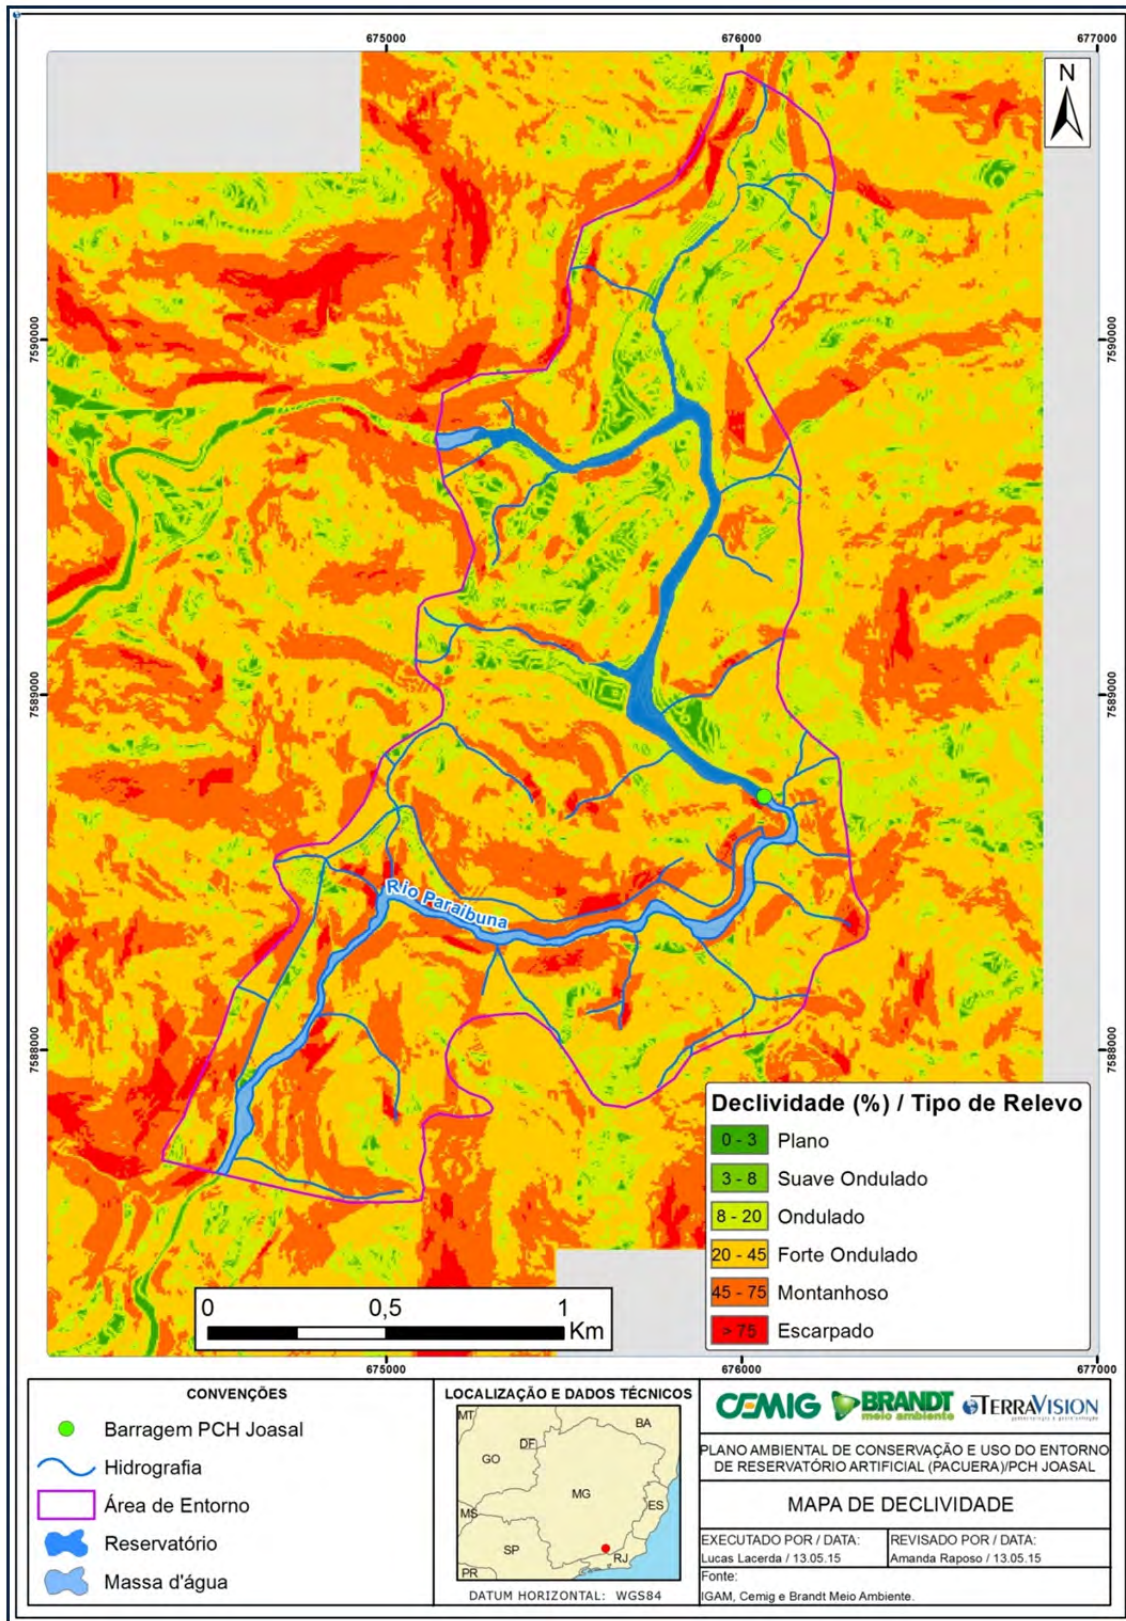 675000
676000
677000
N
7590000
7590000
7589000
7589000
Rio Paraibuna
7588000
7588000
Declividade (%) / Tipo de Relevo
0 - 3 Plano
3 - 8 Suave Ondulado
8 - 20 Ondulado
20 - 45 Forte Ondulado
45 - 75 Montanhoso
> 75 Escarpado
0 0,5 1
Km
675000
676000
677000
CONVENÇÕES
Barragem PCH Joasal
Hidrografia
Área de Entorno
Reservatório
Massa d'água
LOCALIZAÇÃO E DADOS TÉCNICOS
MT
BA
DF
GO
MG
ES
MS
SP
RJ
PR
DATUM HORIZONTAL: WGS84
CEMIG
BRANDT
meio ambiente
TERRAVISION
PLANO AMBIENTAL DE CONSERVAÇÃO E USO DO ENTORNO
DE RESERVATÓRIO ARTIFICIAL (PACUERA)/PCH JOASAL
MAPA DE DECLIVIDADE
EXECUTADO POR / DATA:
Lucas Lacerda / 13.05.15
REVISADO POR / DATA:
Amanda Raposo / 13.05.15
Fonte:
IGAM, Cemig e Brandt Meio Ambiente.